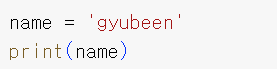 name = 'gyubeen'
print(name)